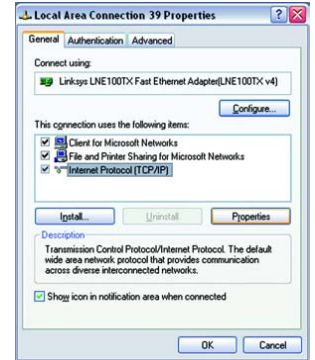 Local Area Connection 39 Properties
General Authentication Advanced
Connect using:
Linksys LNE100TX Fast Ethernet Adapter(LNE100TX v4)
Configure...
This connection uses the following items:
Client for Microsoft Networks
File and Printer Sharing for Microsoft Networks
Internet Protocol (TCP/IP)
Install... Uninstall Properties
Description
Transmission Control Protocol/Internet Protocol. The default
wide area network protocol that provides communication
across diverse interconnected networks.
Show icon in notification area when connected
OK Cancel